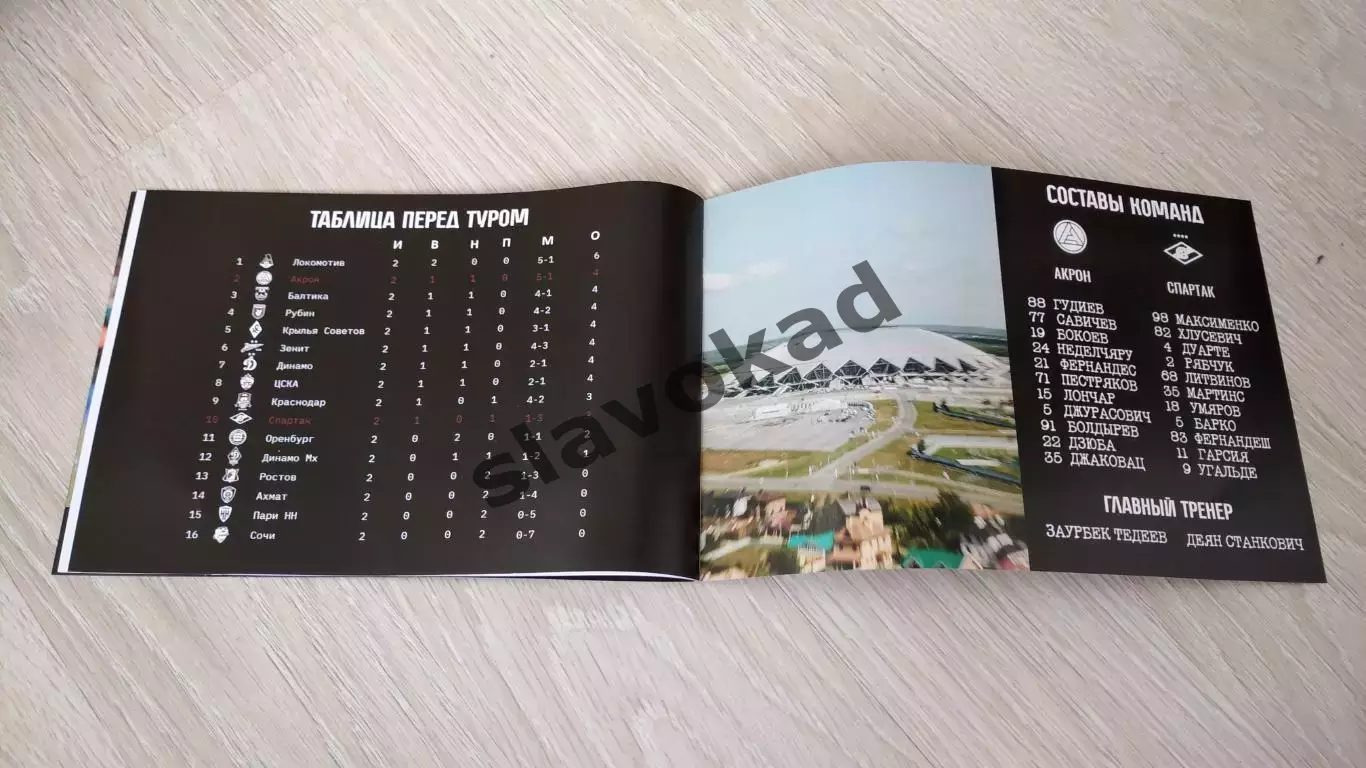 ТАБЛИЦА ПЕРЕД ТУРОМ
И В Н П М О
1 Локомотив 2 2 0 0 5-1 6
2 Акрон 2 1 1 0 5-1 4
3 Балтика 2 1 1 0 4-1 4
4 Рубин 2 1 1 0 4-2 4
5 Крылья Советов 2 1 1 0 3-1 4
6 Зенит 2 1 1 0 4-3 4
7 Динамо 2 1 1 0 2-1 4
8 ЦСКА 2 1 1 0 2-1 4
9 Краснодар 2 1 0 1 4-2 3
10 Спартак 2 1 0 1 1-3 3
11 Оренбург 2 0 2 0 1-1 2
12 Динамо Мх 2 0 1 1 1-2 1
13 Ростов 2 0 0 2 1-3 0
14 Ахмат 2 0 0 2 1-4 0
15 Пари НН 2 0 0 2 0-5 0
16 Сочи 2 0 0 2 0-7 0
slavokad
СОСТАВЫ КОМАНД
АКРОН
88 ГУДИЕВ
77 САВИЧЕВ
19 БОКОЕВ
24 НЕДЕЛЧЯРУ
21 ФЕРНАНДЕС
71 ПЕСТРЯКОВ
15 ЛОНЧАР
5 ДЖУРАСОВИЧ
91 БОЛДЫРЕВ
22 ДЗЮБА
35 ДЖАКОВАЦ
СПАРТАК
98 МАКСИМЕНКО
82 ХЛУСЕВИЧ
4 ДУАРТЕ
2 РЯБЧУК
68 ЛИТВИНОВ
35 МАРТИНС
18 УМЯРОВ
5 БАРКО
83 ФЕРНАНДЕШ
11 ГАРСИЯ
9 УГАЛЬДЕ
ГЛАВНЫЙ ТРЕНЕР
ЗАУРБЕК ТЕДЕЕВ ДЕЯН СТАНКОВИЧ